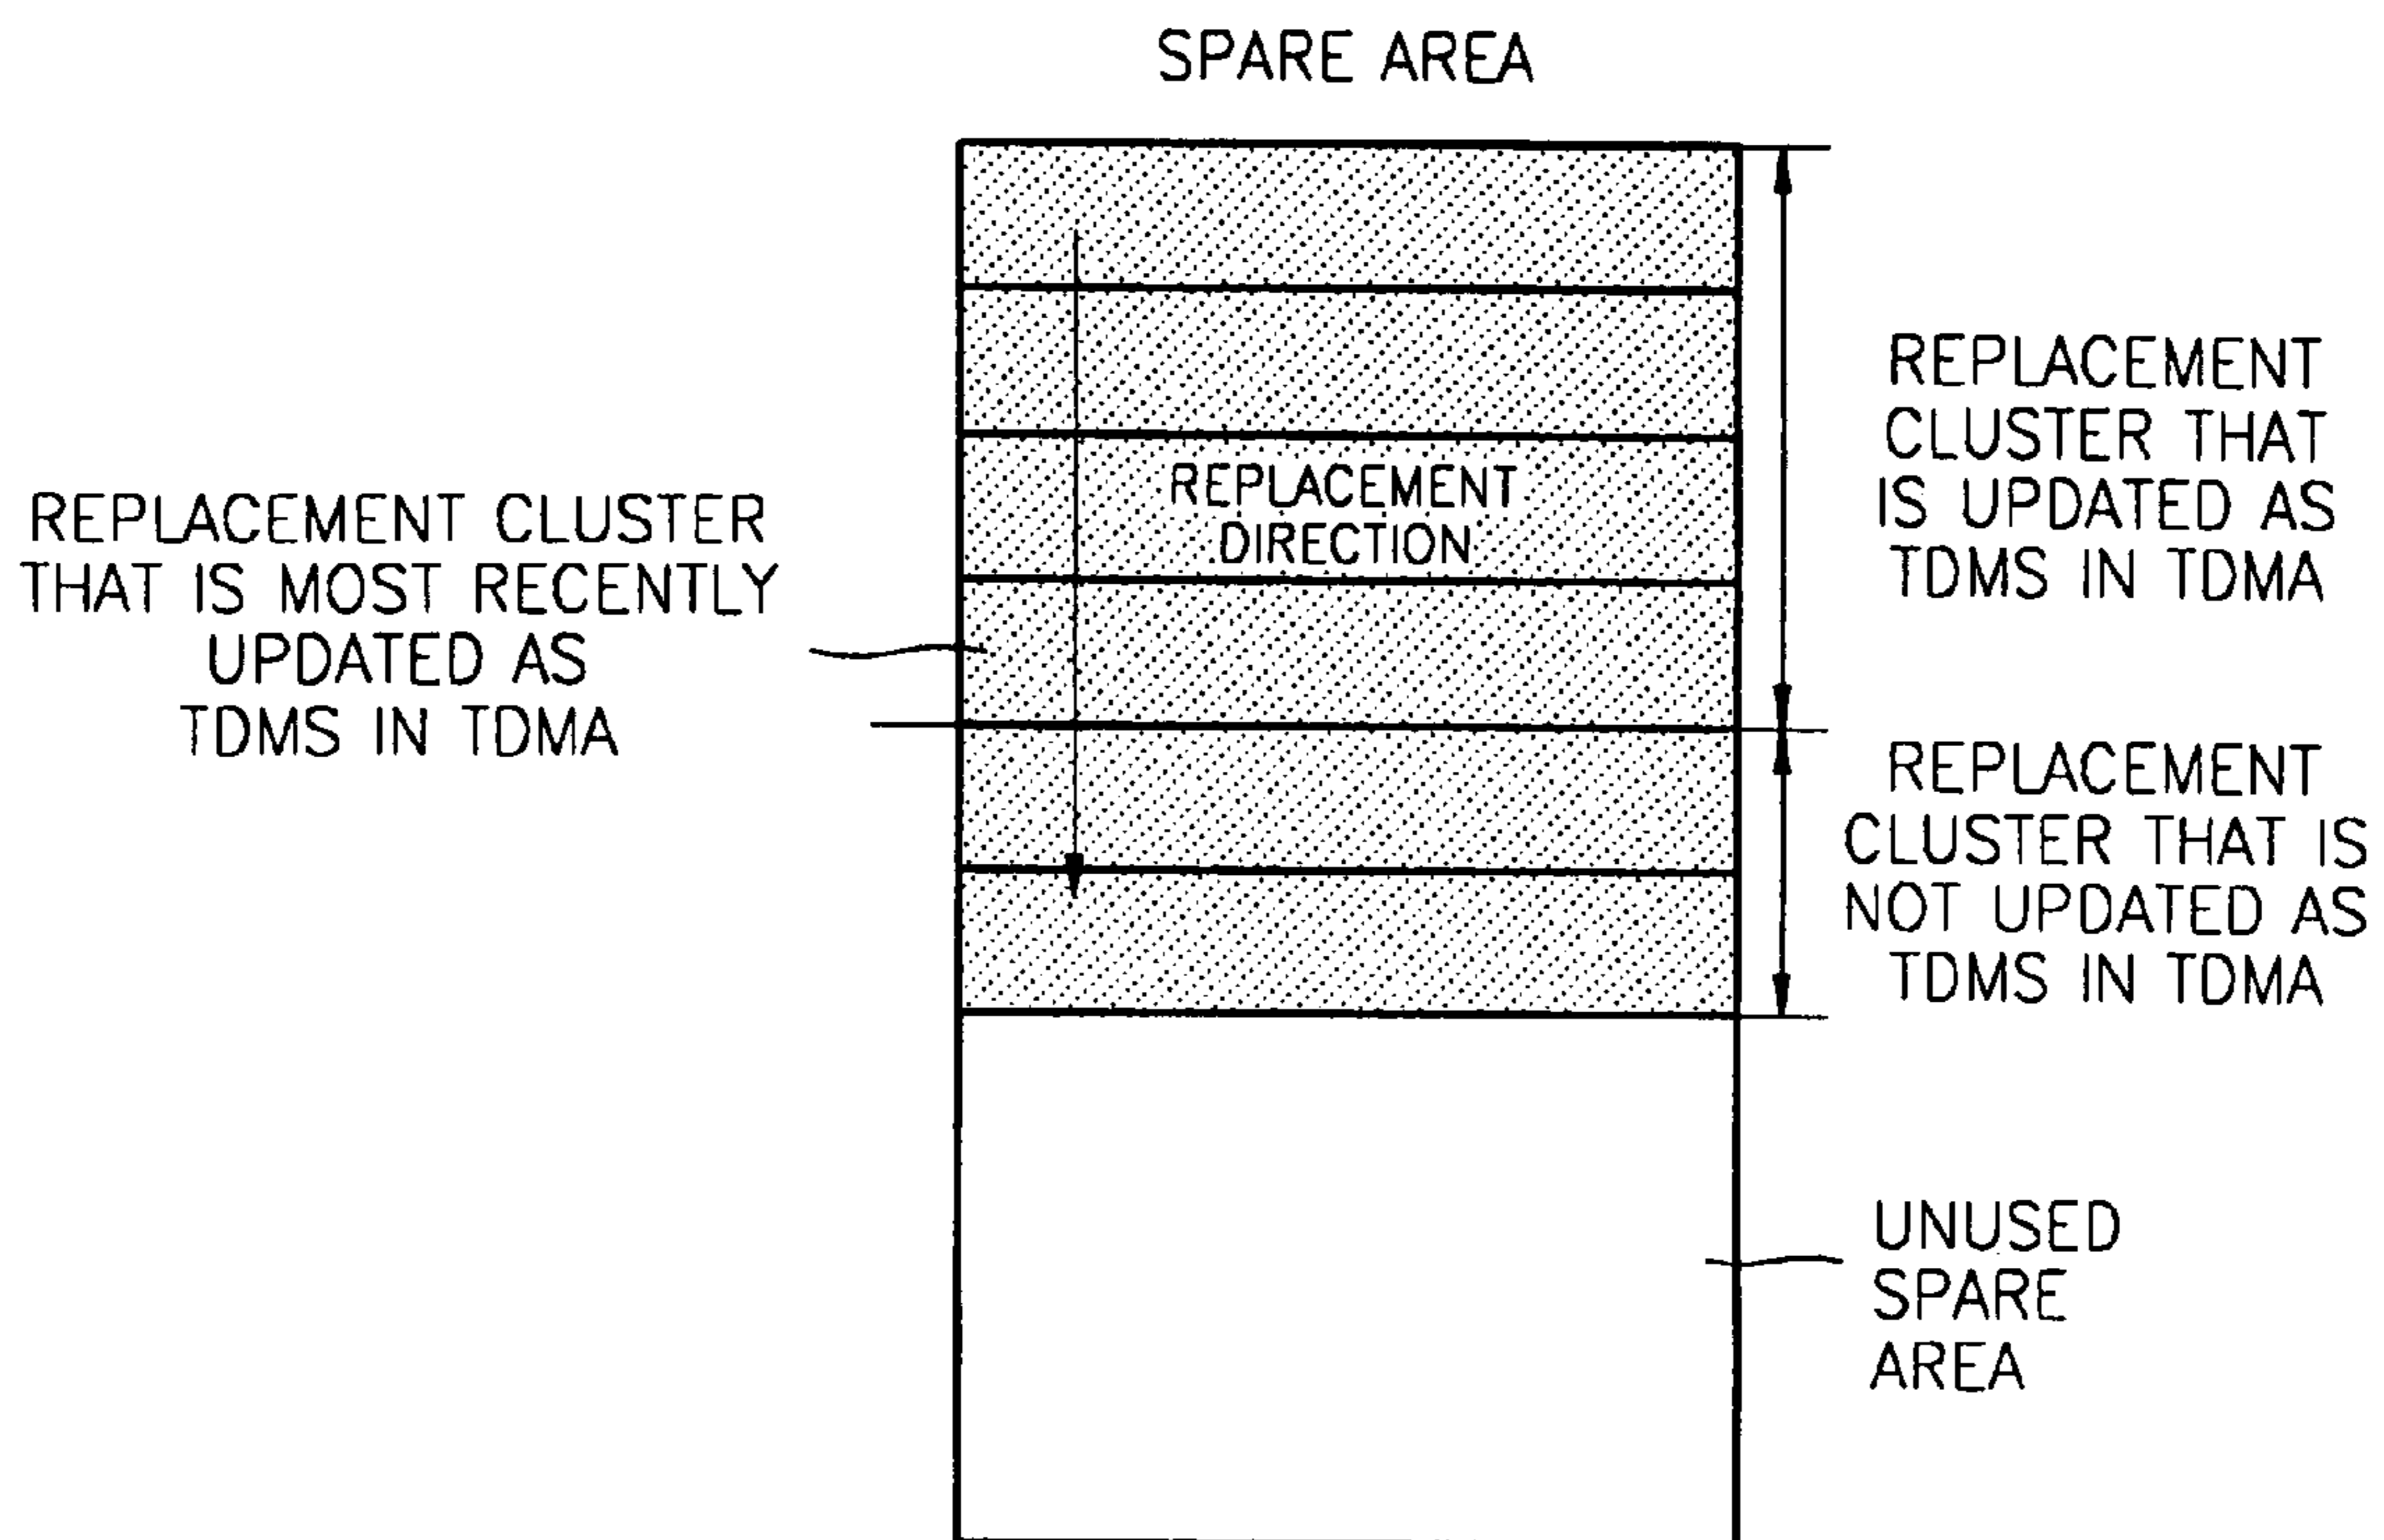 SPARE AREA
REPLACEMENT
DIRECTION
REPLACEMENT CLUSTER
THAT IS MOST RECENTLY
UPDATED AS
TDMS IN TDMA
REPLACEMENT
CLUSTER THAT
IS UPDATED AS
TDMS IN TDMA
REPLACEMENT
CLUSTER THAT IS
NOT UPDATED AS
TDMS IN TDMA
UNUSED
SPARE
AREA